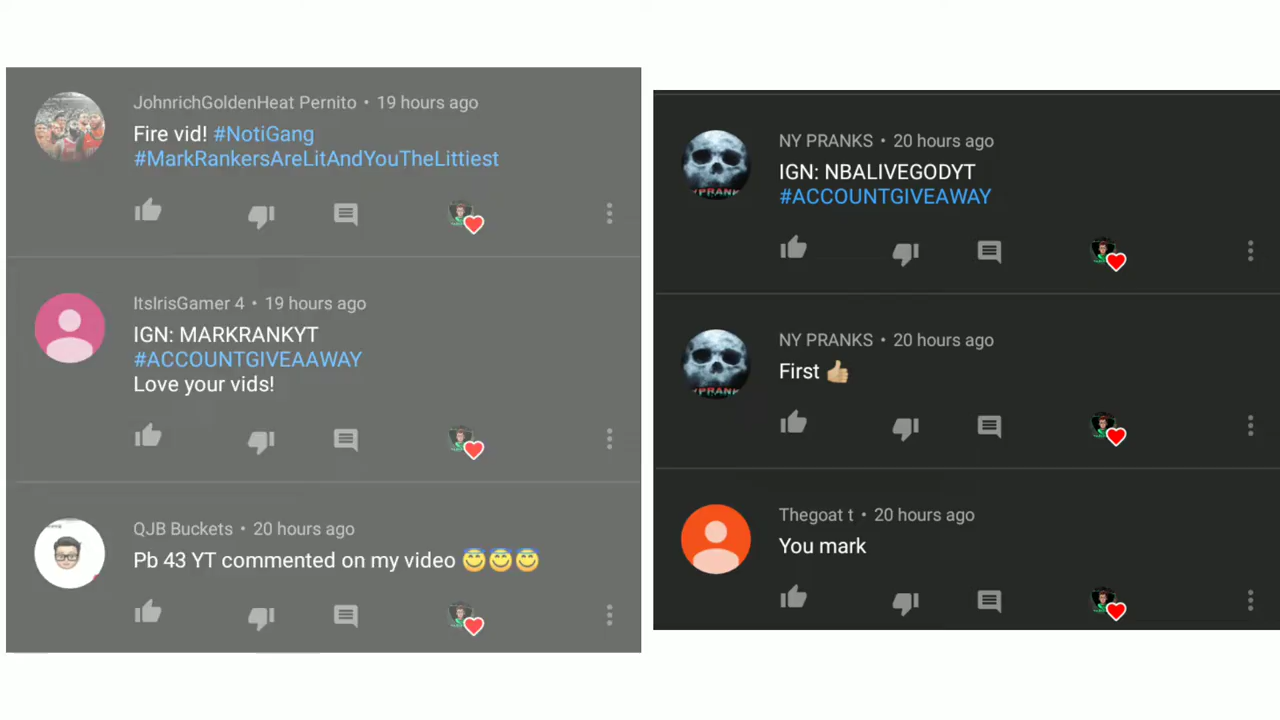 JohnrichGoldenHeat Pernito • 19 hours ago
Fire vid! #NotiGang
#MarkRankersAreLitAndYouTheLittiest
ItsIrisGamer 4 • 19 hours ago
IGN: MARKRANKYT
#ACCOUNTGIVEAAWAY
Love your vids!
QJB Buckets • 20 hours ago
Pb 43 YT commented on my video 😇😇😇
NY PRANKS • 20 hours ago
IGN: NBALIVEGODYT
#ACCOUNTGIVEAWAY
NY PRANKS • 20 hours ago
First 👍🏼
Thegoat t • 20 hours ago
You mark